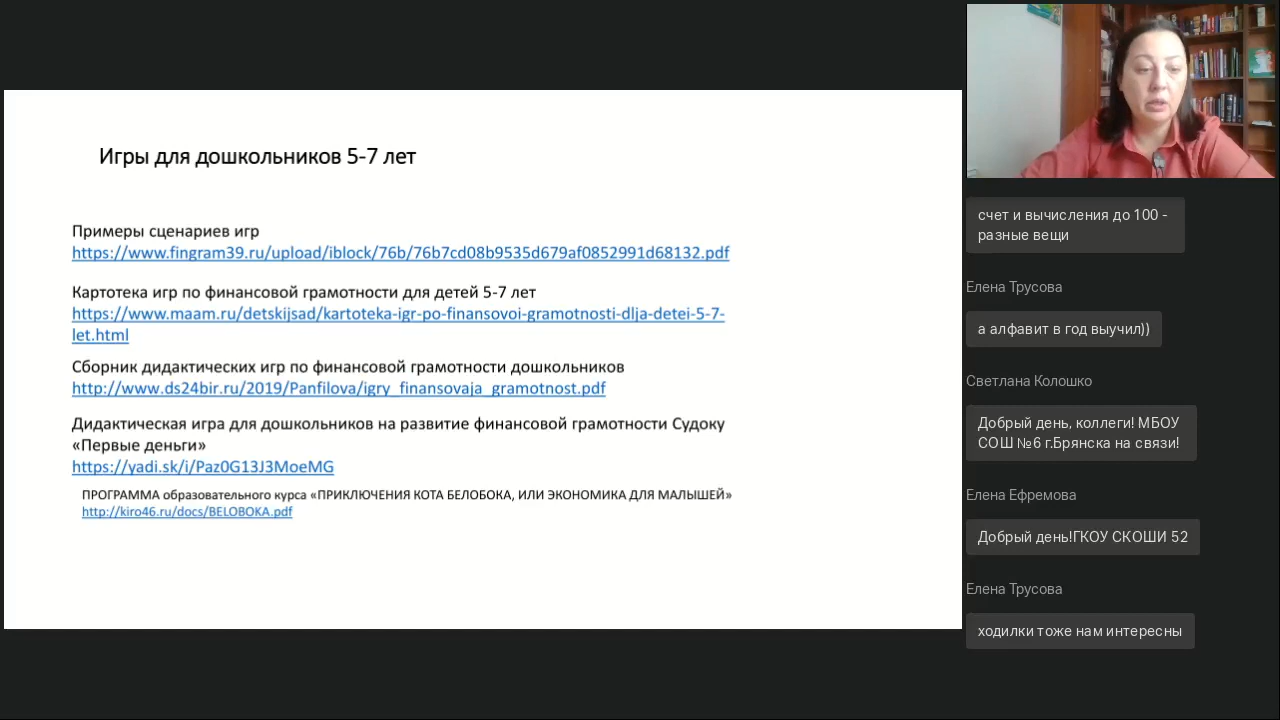 Игры для дошкольников 5-7 лет
Примеры сценариев игр
https://www.fingram39.ru/upload/iblock/76b/76b7cd08b9535d679af0852991d68132.pdf
Картотека игр по финансовой грамотности для детей 5-7 лет
https://www.maam.ru/detskijsad/kartoteka-igr-po-finansovoi-gramotnosti-dlja-detei-5-7-
let.html
Сборник дидактических игр по финансовой грамотности дошкольников
http://www.ds24bir.ru/2019/Panfilova/igry_finansovaja_gramotnost.pdf
Дидактическая игра для дошкольников на развитие финансовой грамотности Судоку
«Первые деньги»
https://yadi.sk/i/Paz0G13J3MoeMG
ПРОГРАММА образовательного курса «ПРИКЛЮЧЕНИЯ КОТА БЕЛОБОКА, ИЛИ ЭКОНОМИКА ДЛЯ МАЛЫШЕЙ»
http://kiro46.ru/docs/BELOBOKA.pdf
счет и вычисления до 100 -
разные вещи
Елена Трусова
а алфавит в год выучил))
Светлана Колошко
Добрый день, коллеги! МБОУ
СОШ №6 г.Брянска на связи!
Елена Ефремова
Добрый день!ГКОУ СКОШИ 52
Елена Трусова
ходилки тоже нам интересны